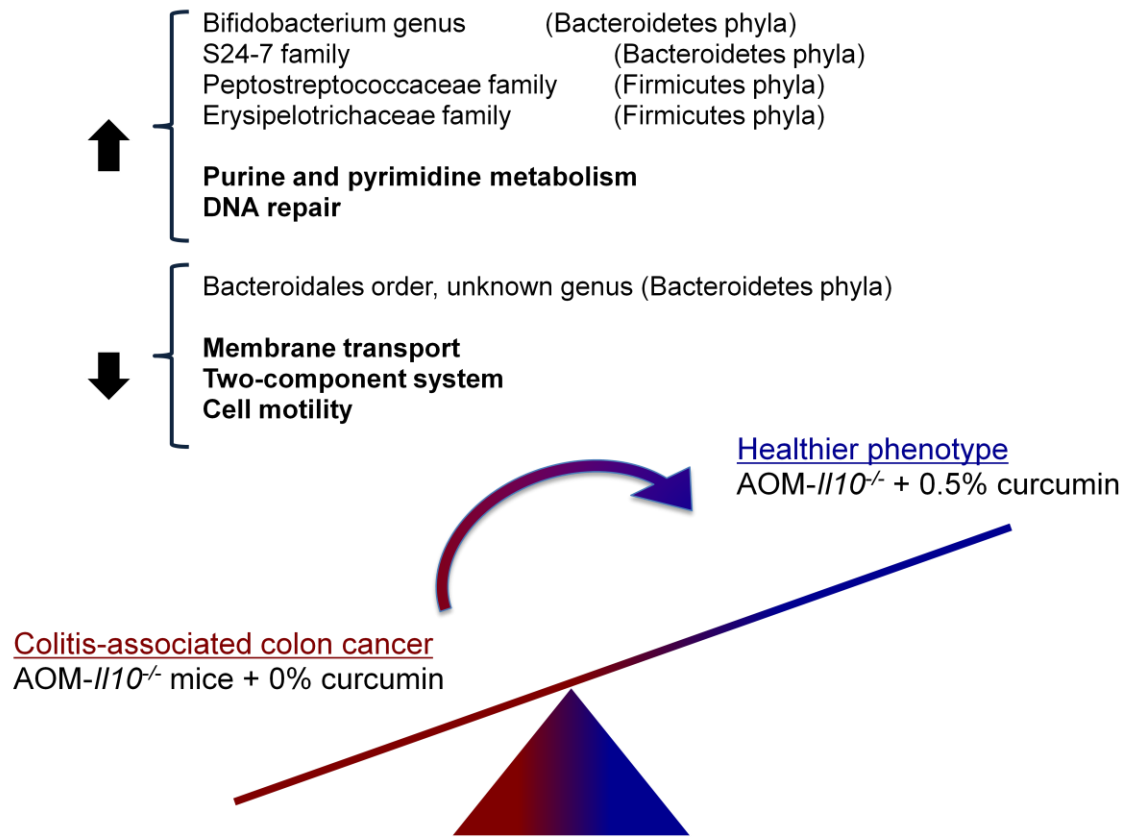 Bifidobacterium genus (Bacteroidetes phyla)
S24-7 family (Bacteroidetes phyla)
Peptostreptococcaceae family (Firmicutes phyla)
Erysipelotrichaceae family (Firmicutes phyla)
Purine and pyrimidine metabolism
DNA repair
Bacteroidales order, unknown genus (Bacteroidetes phyla)
Membrane transport
Two-component system
Cell motility
Healthier phenotype
AOM-Il10-/- + 0.5% curcumin
Colitis-associated colon cancer
AOM-Il10-/- mice + 0% curcumin